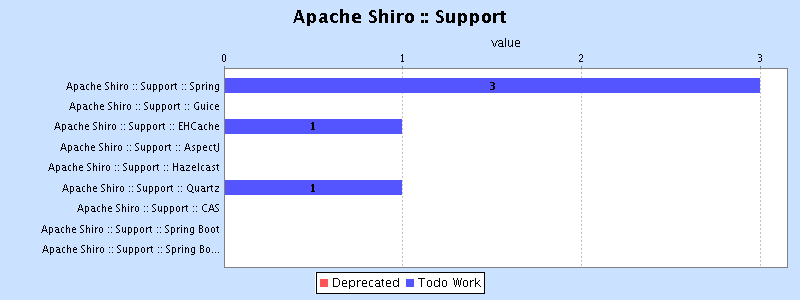 Apache Shiro :: Support
value
0 1 2 3
Apache Shiro :: Support :: Spring 3
Apache Shiro :: Support :: Guice
Apache Shiro :: Support :: EHCache 1
Apache Shiro :: Support :: AspectJ
Apache Shiro :: Support :: Hazelcast
Apache Shiro :: Support :: Quartz 1
Apache Shiro :: Support :: CAS
Apache Shiro :: Support :: Spring Boot
Apache Shiro :: Support :: Spring Bo...
Deprecated Todo Work